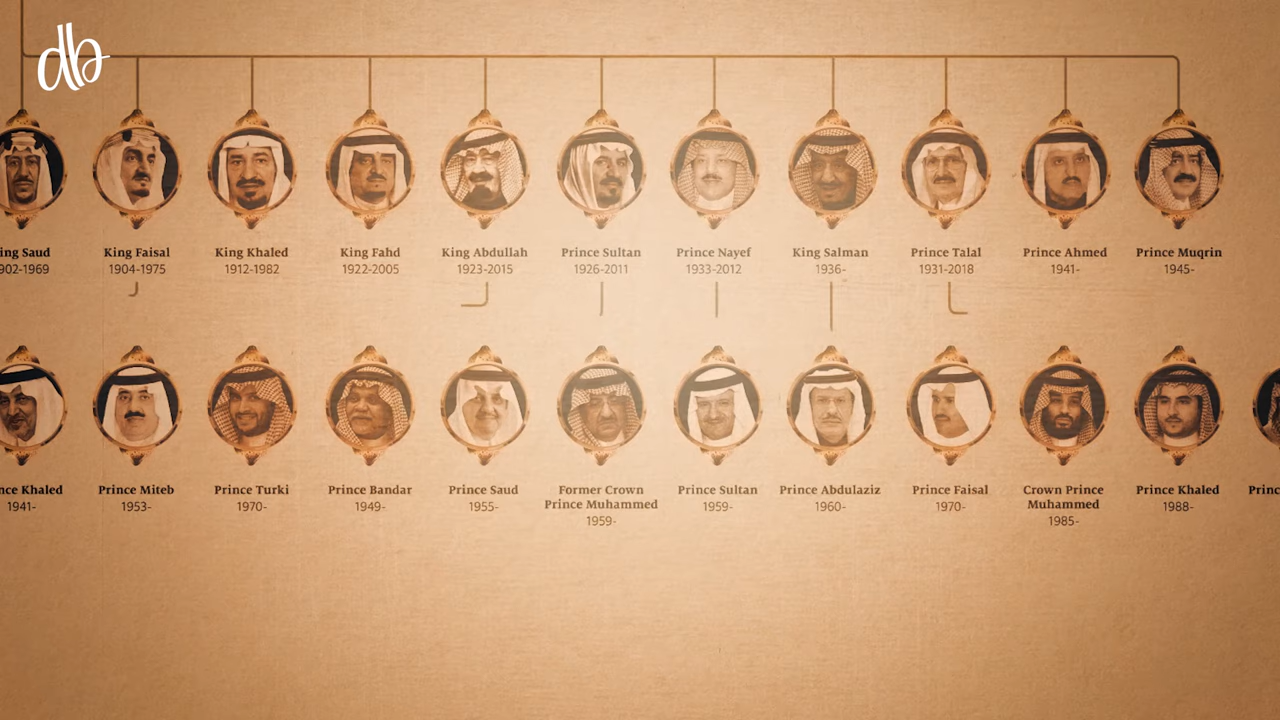 db
ing Saud
902-1969
King Faisal
1904-1975
King Khaled
1912-1982
King Fahd
1922-2005
King Abdullah
1923-2015
Prince Sultan
1926-2011
Prince Nayef
1933-2012
King Salman
1936-
Prince Talal
1931-2018
Prince Ahmed
1941-
Prince Muqrin
1945-
nce Khaled
1941-
Prince Miteb
1953-
Prince Turki
1970-
Prince Bandar
1949-
Prince Saud
1955-
Former Crown
Prince Muhammed
1959-
Prince Sultan
1959-
Prince Abdulaziz
1960-
Prince Faisal
1970-
Crown Prince
Muhammed
1985-
Prince Khaled
1988-
Princ